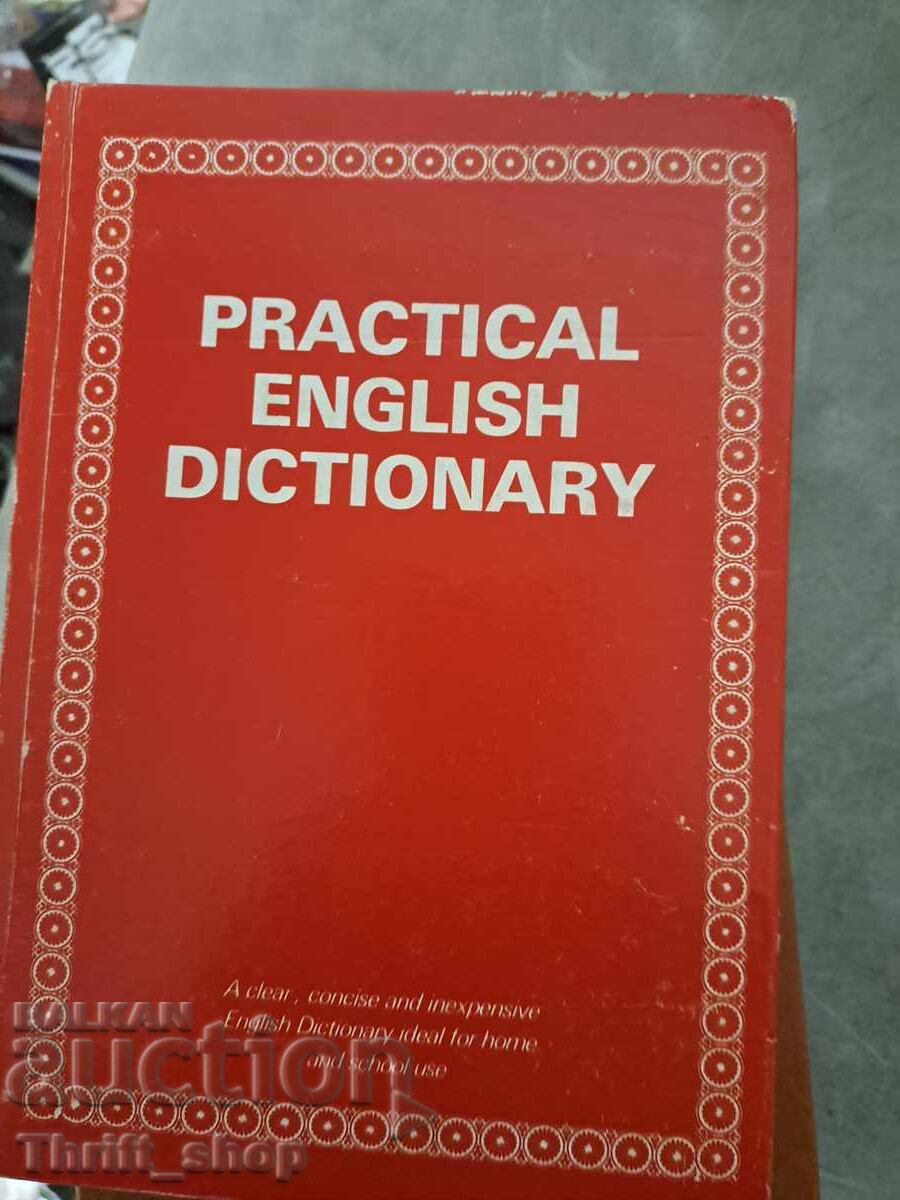 PRACTICAL
ENGLISH
DICTIONARY
A clear, concise and inexpensive
English Dictionary ideal for home
and school use
BALKAN
auction
Thrift_shop